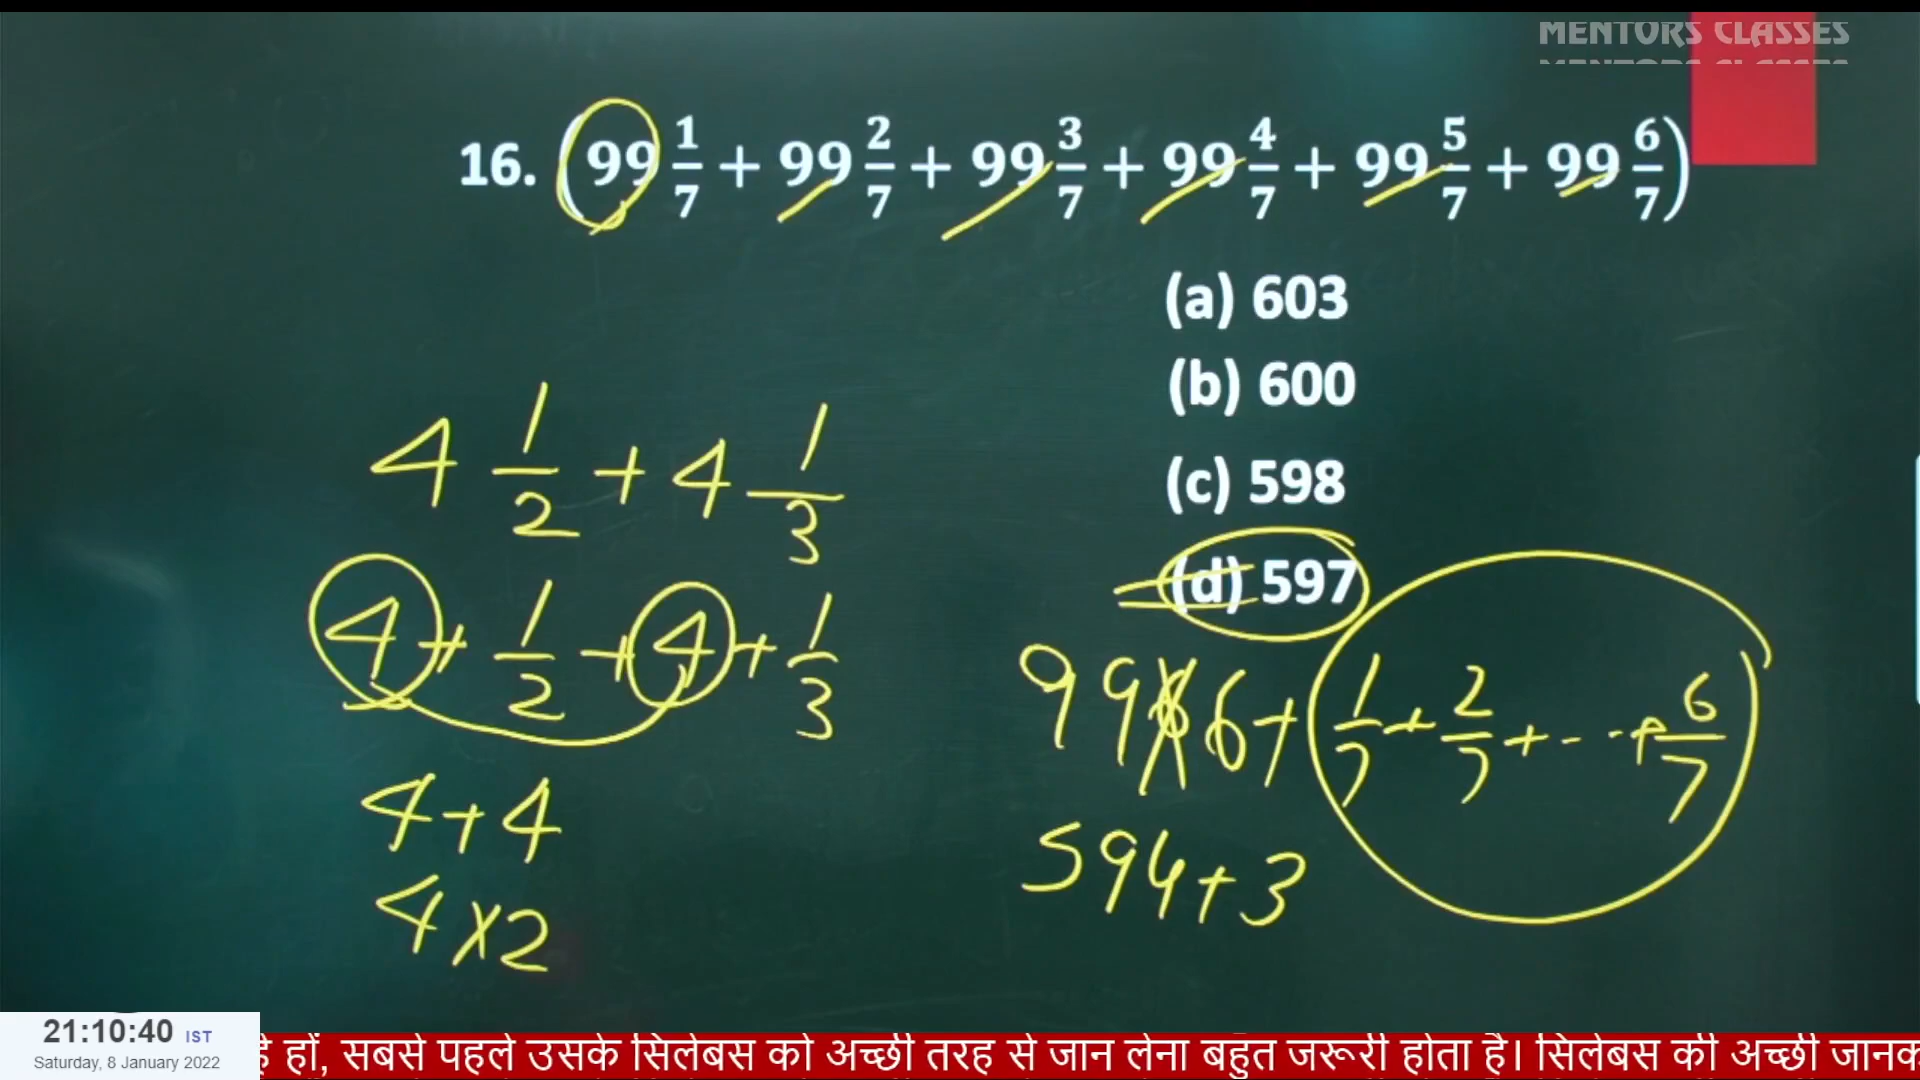 MENTORS CLASSES
16. (99 1/7 + 99 2/7 + 99 3/7 + 99 4/7 + 99 5/7 + 99 6/7)
(a) 603
(b) 600
(c) 598
(d) 597
4 1/2 + 4 1/3
4 + 1/2 + 4 + 1/3
4+4
4×2
99 × 6 + (1/7 + 2/7 + --+ 6/7)
594+3
21:10:40 IST
Saturday, 8 January 2022
हे हों, सबसे पहले उसके सिलेबस को अच्छी तरह से जान लेना बहुत जरूरी होता है। सिलेबस की अच्छी